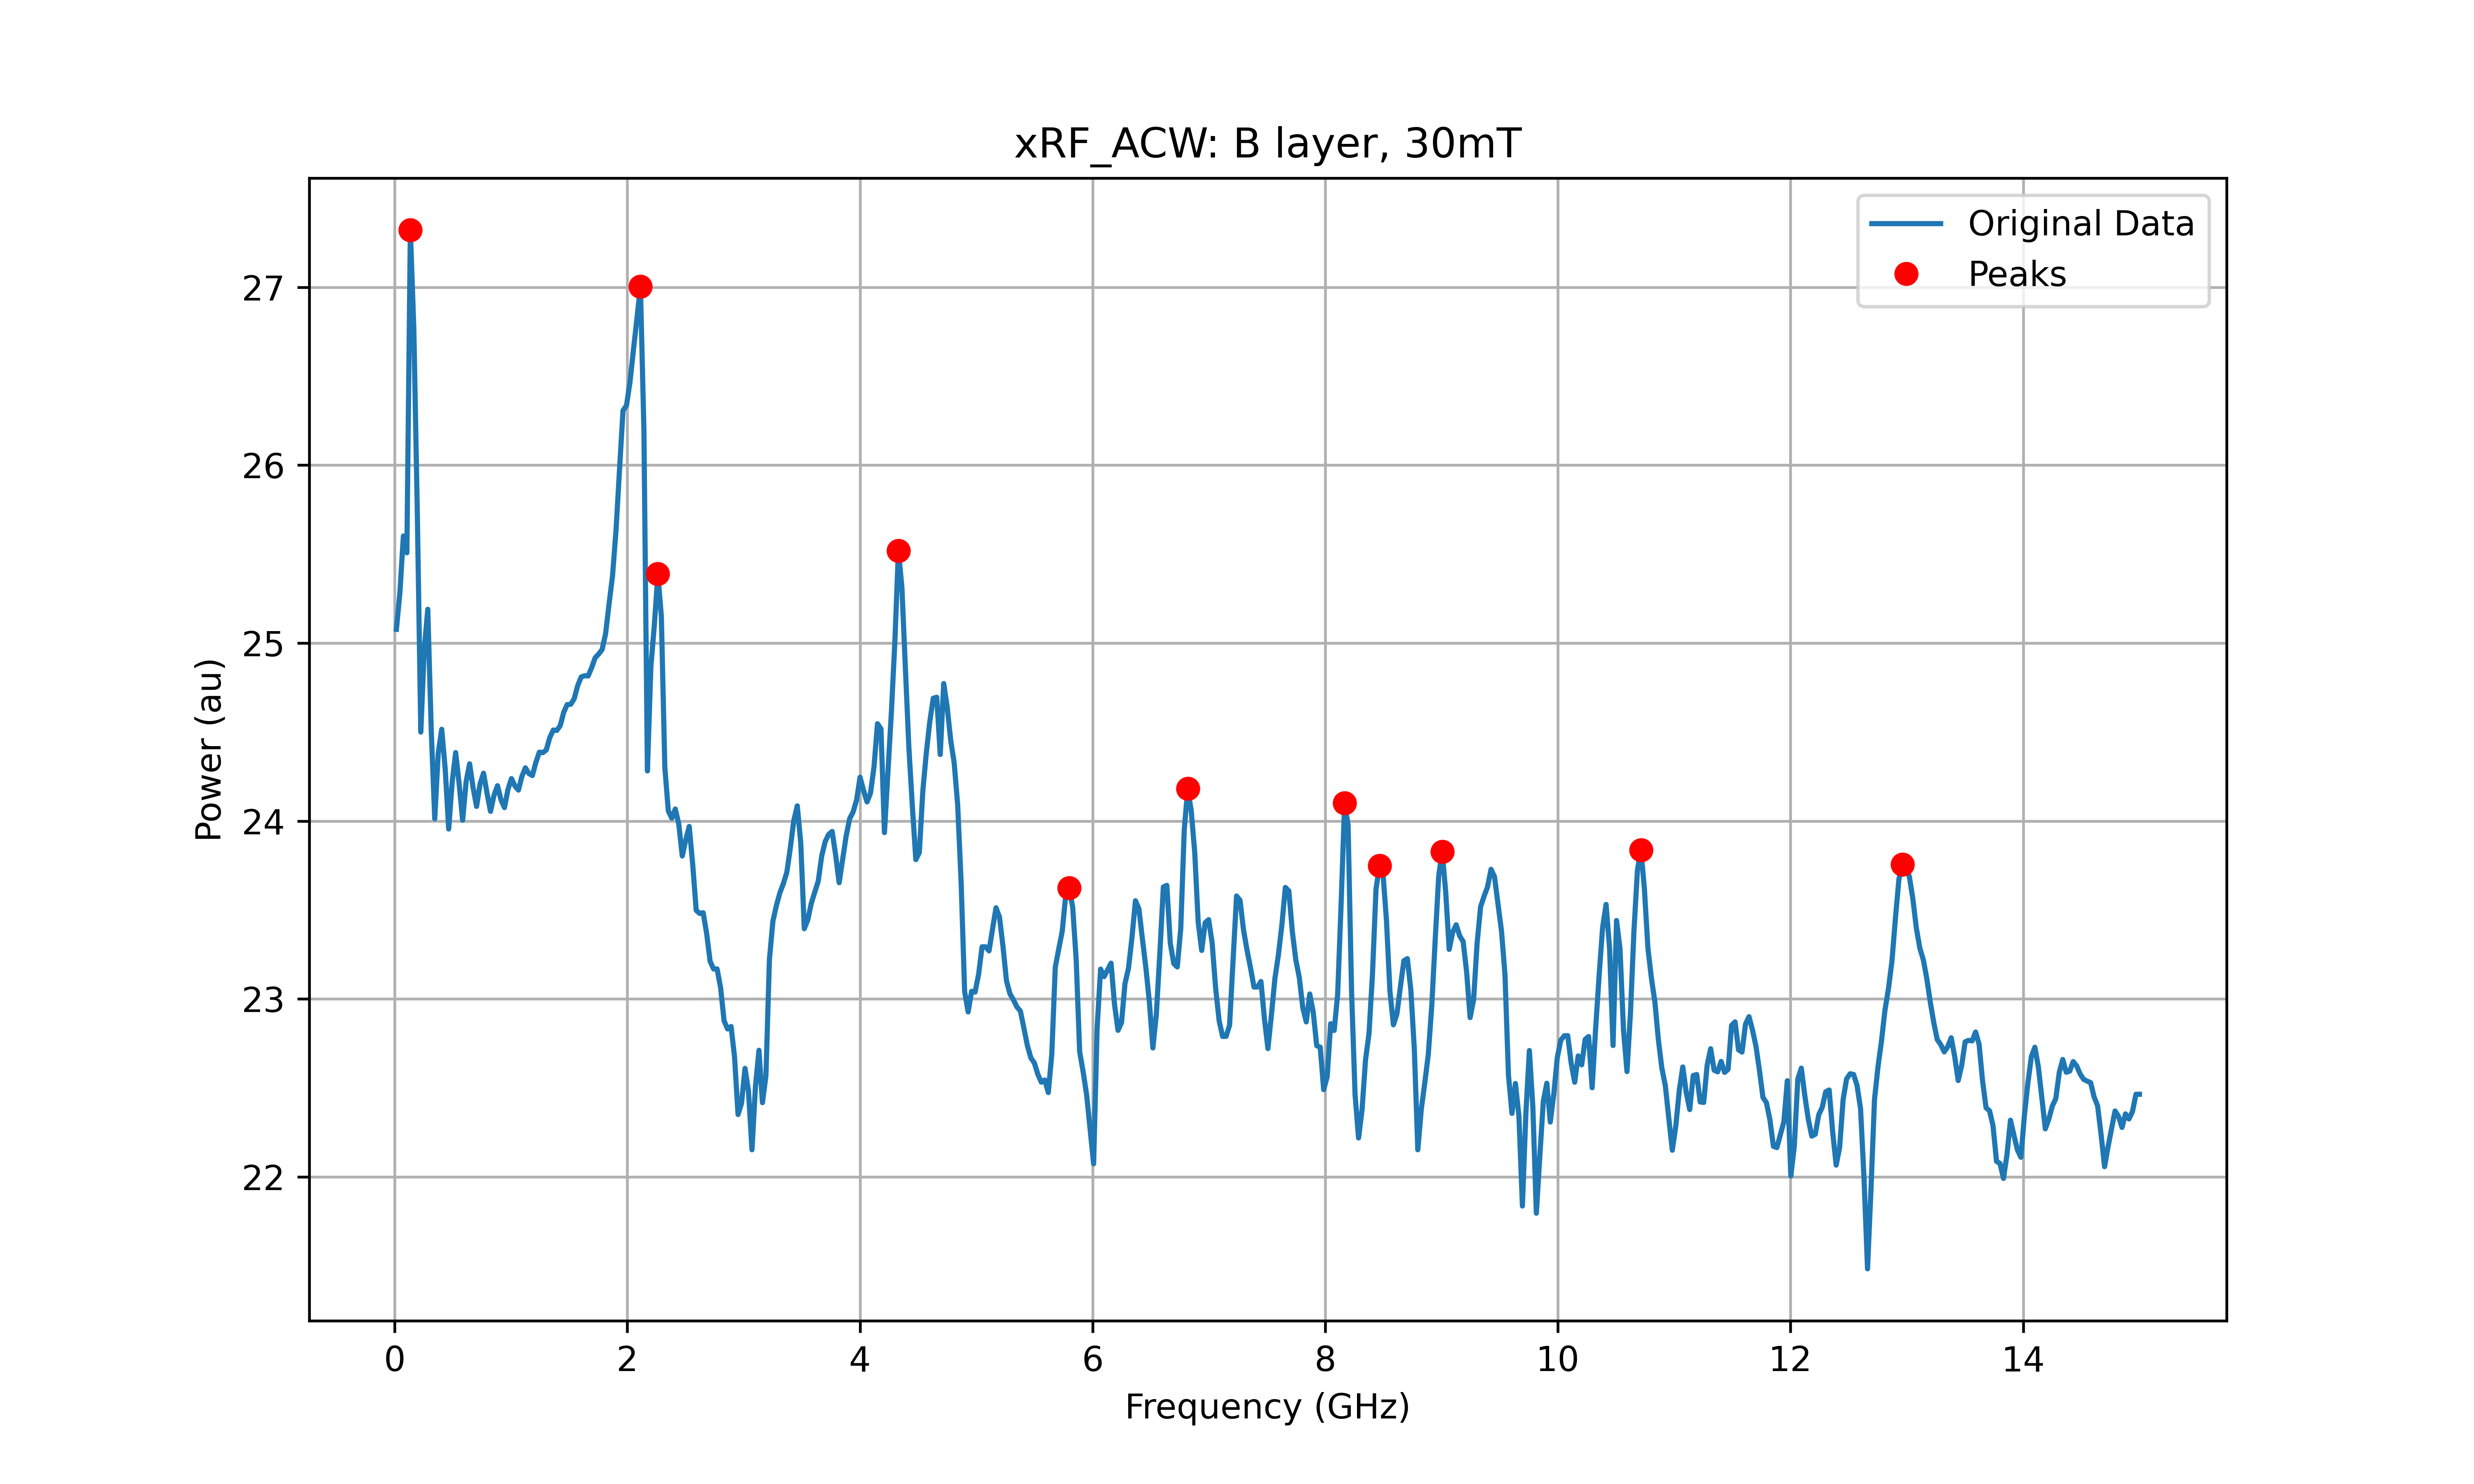 xRF_ACW: B layer, 30mT
Original Data
Peaks
27
26
25
24
23
22
Power (au)
0 2 4 6 8 10 12 14
Frequency (GHz)